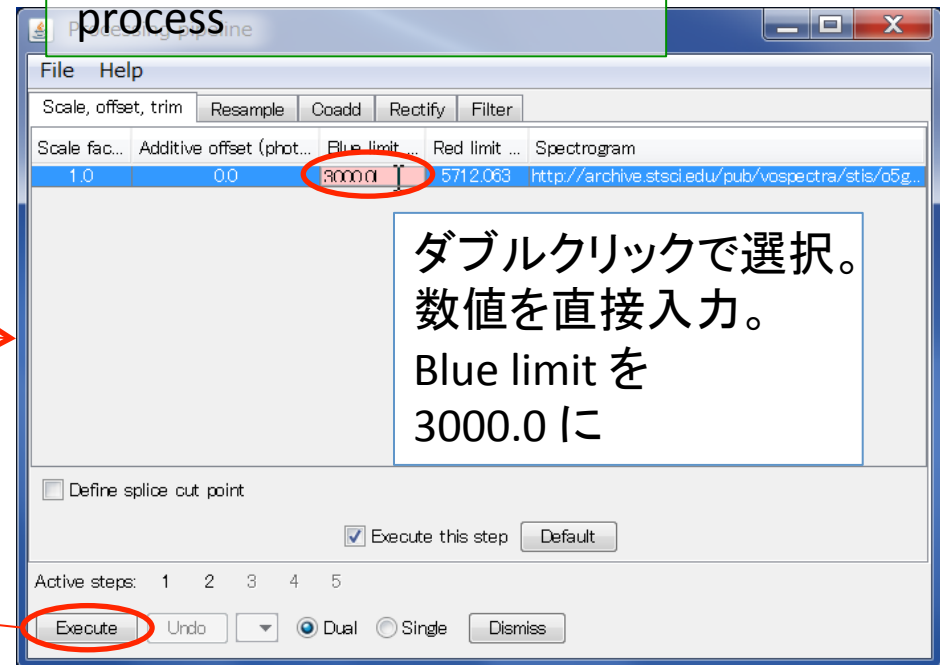 process
Processing pipeline
File Help
Scale, offset, trim Resample Coadd Rectify Filter
Scale fac... Additive offset (phot... Blue limit ... Red limit ... Spectrogram
1.0 0.0 3000.0 5712.063 http://archive.stsci.edu/pub/vospectra/stis/o5g...
ダブルクリックで選択。
数値を直接入力。
Blue limit を
3000.0 に
Define splice cut point
Execute this step Default
Active steps: 1 2 3 4 5
Execute Undo Dual Single Dismiss